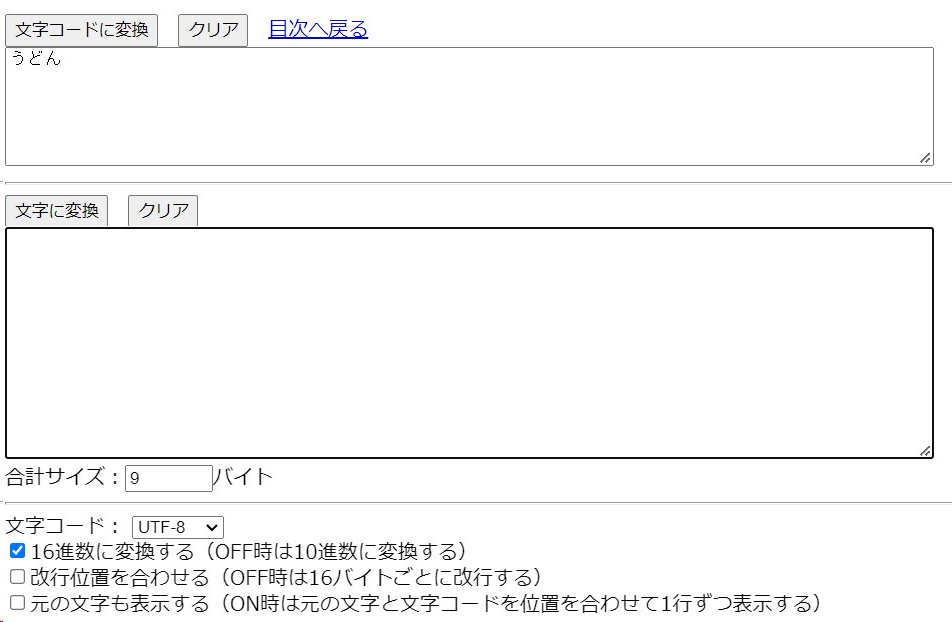 文字コードに変換 クリア 目次へ戻る
うどん
文字に変換 クリア
合計サイズ：9バイト
文字コード： UTF-8
16進数に変換する（OFF時は10進数に変換する）
改行位置を合わせる（OFF時は16バイトごとに改行する）
元の文字も表示する（ON時は元の文字と文字コードを位置を合わせて1行ずつ表示する）